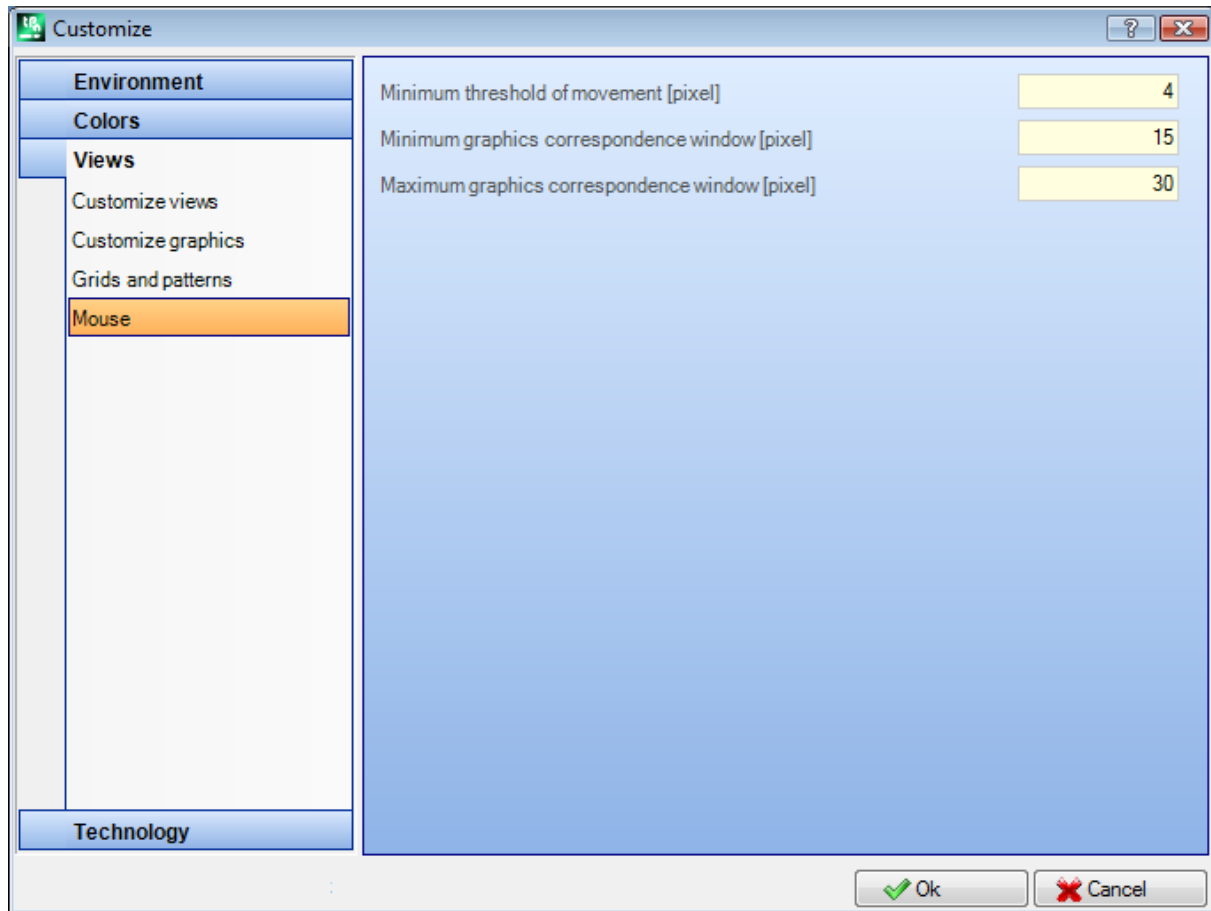 Customize
?
Environment
Colors
Views
Customize views
Customize graphics
Grids and patterns
Mouse
Technology
Minimum threshold of movement [pixel] 4
Minimum graphics correspondence window [pixel] 15
Maximum graphics correspondence window [pixel] 30
Ok
Cancel